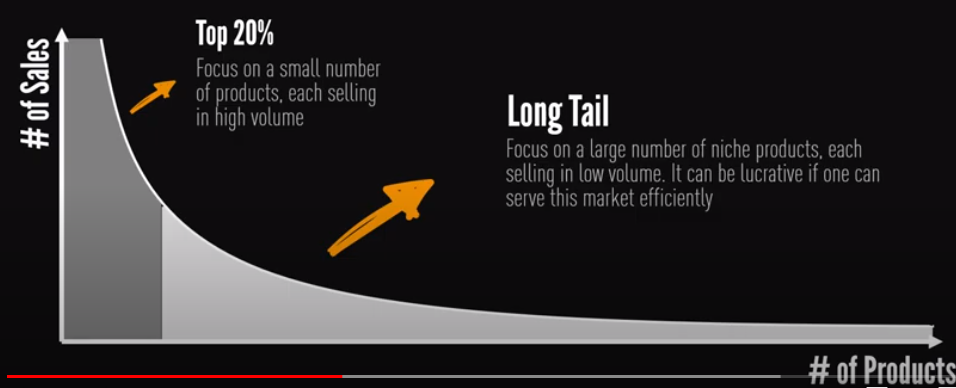 # of Sales
Top 20%
Focus on a small number
of products, each selling
in high volume
Long Tail
Focus on a large number of niche products, each
selling in low volume. It can be lucrative if one can
serve this market efficiently
# of Products